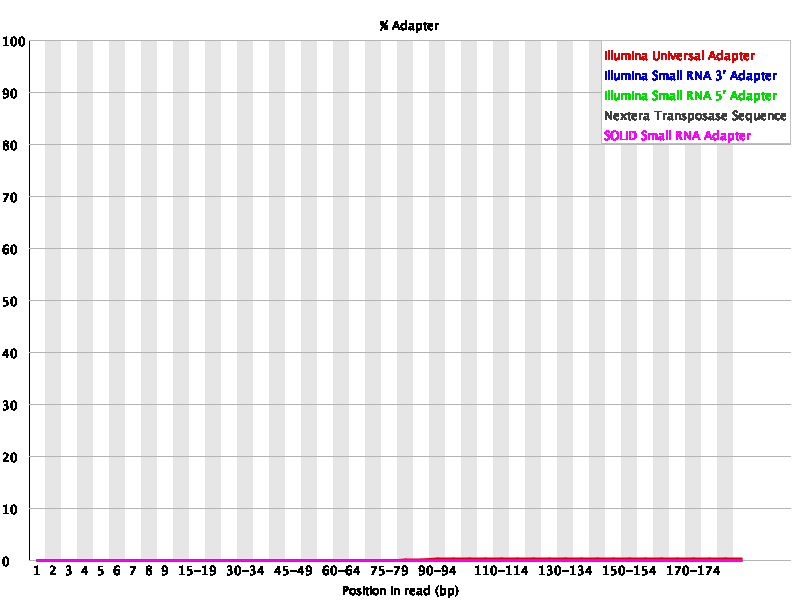 % Adapter
100
Illumina Universal Adapter
Illumina Small RNA 3' Adapter
90
Illumina Small RNA 5' Adapter
Nextera Transposase Sequence
SOLID Small RNA Adapter
80
70
60
50
40
30
20
10
0
1 2 3 4 5 6 7 8 9 15-19 30-34 45-49 60-64 75-79 90-94 110-114 130-134 150-154 170-174
Position in read (bp)